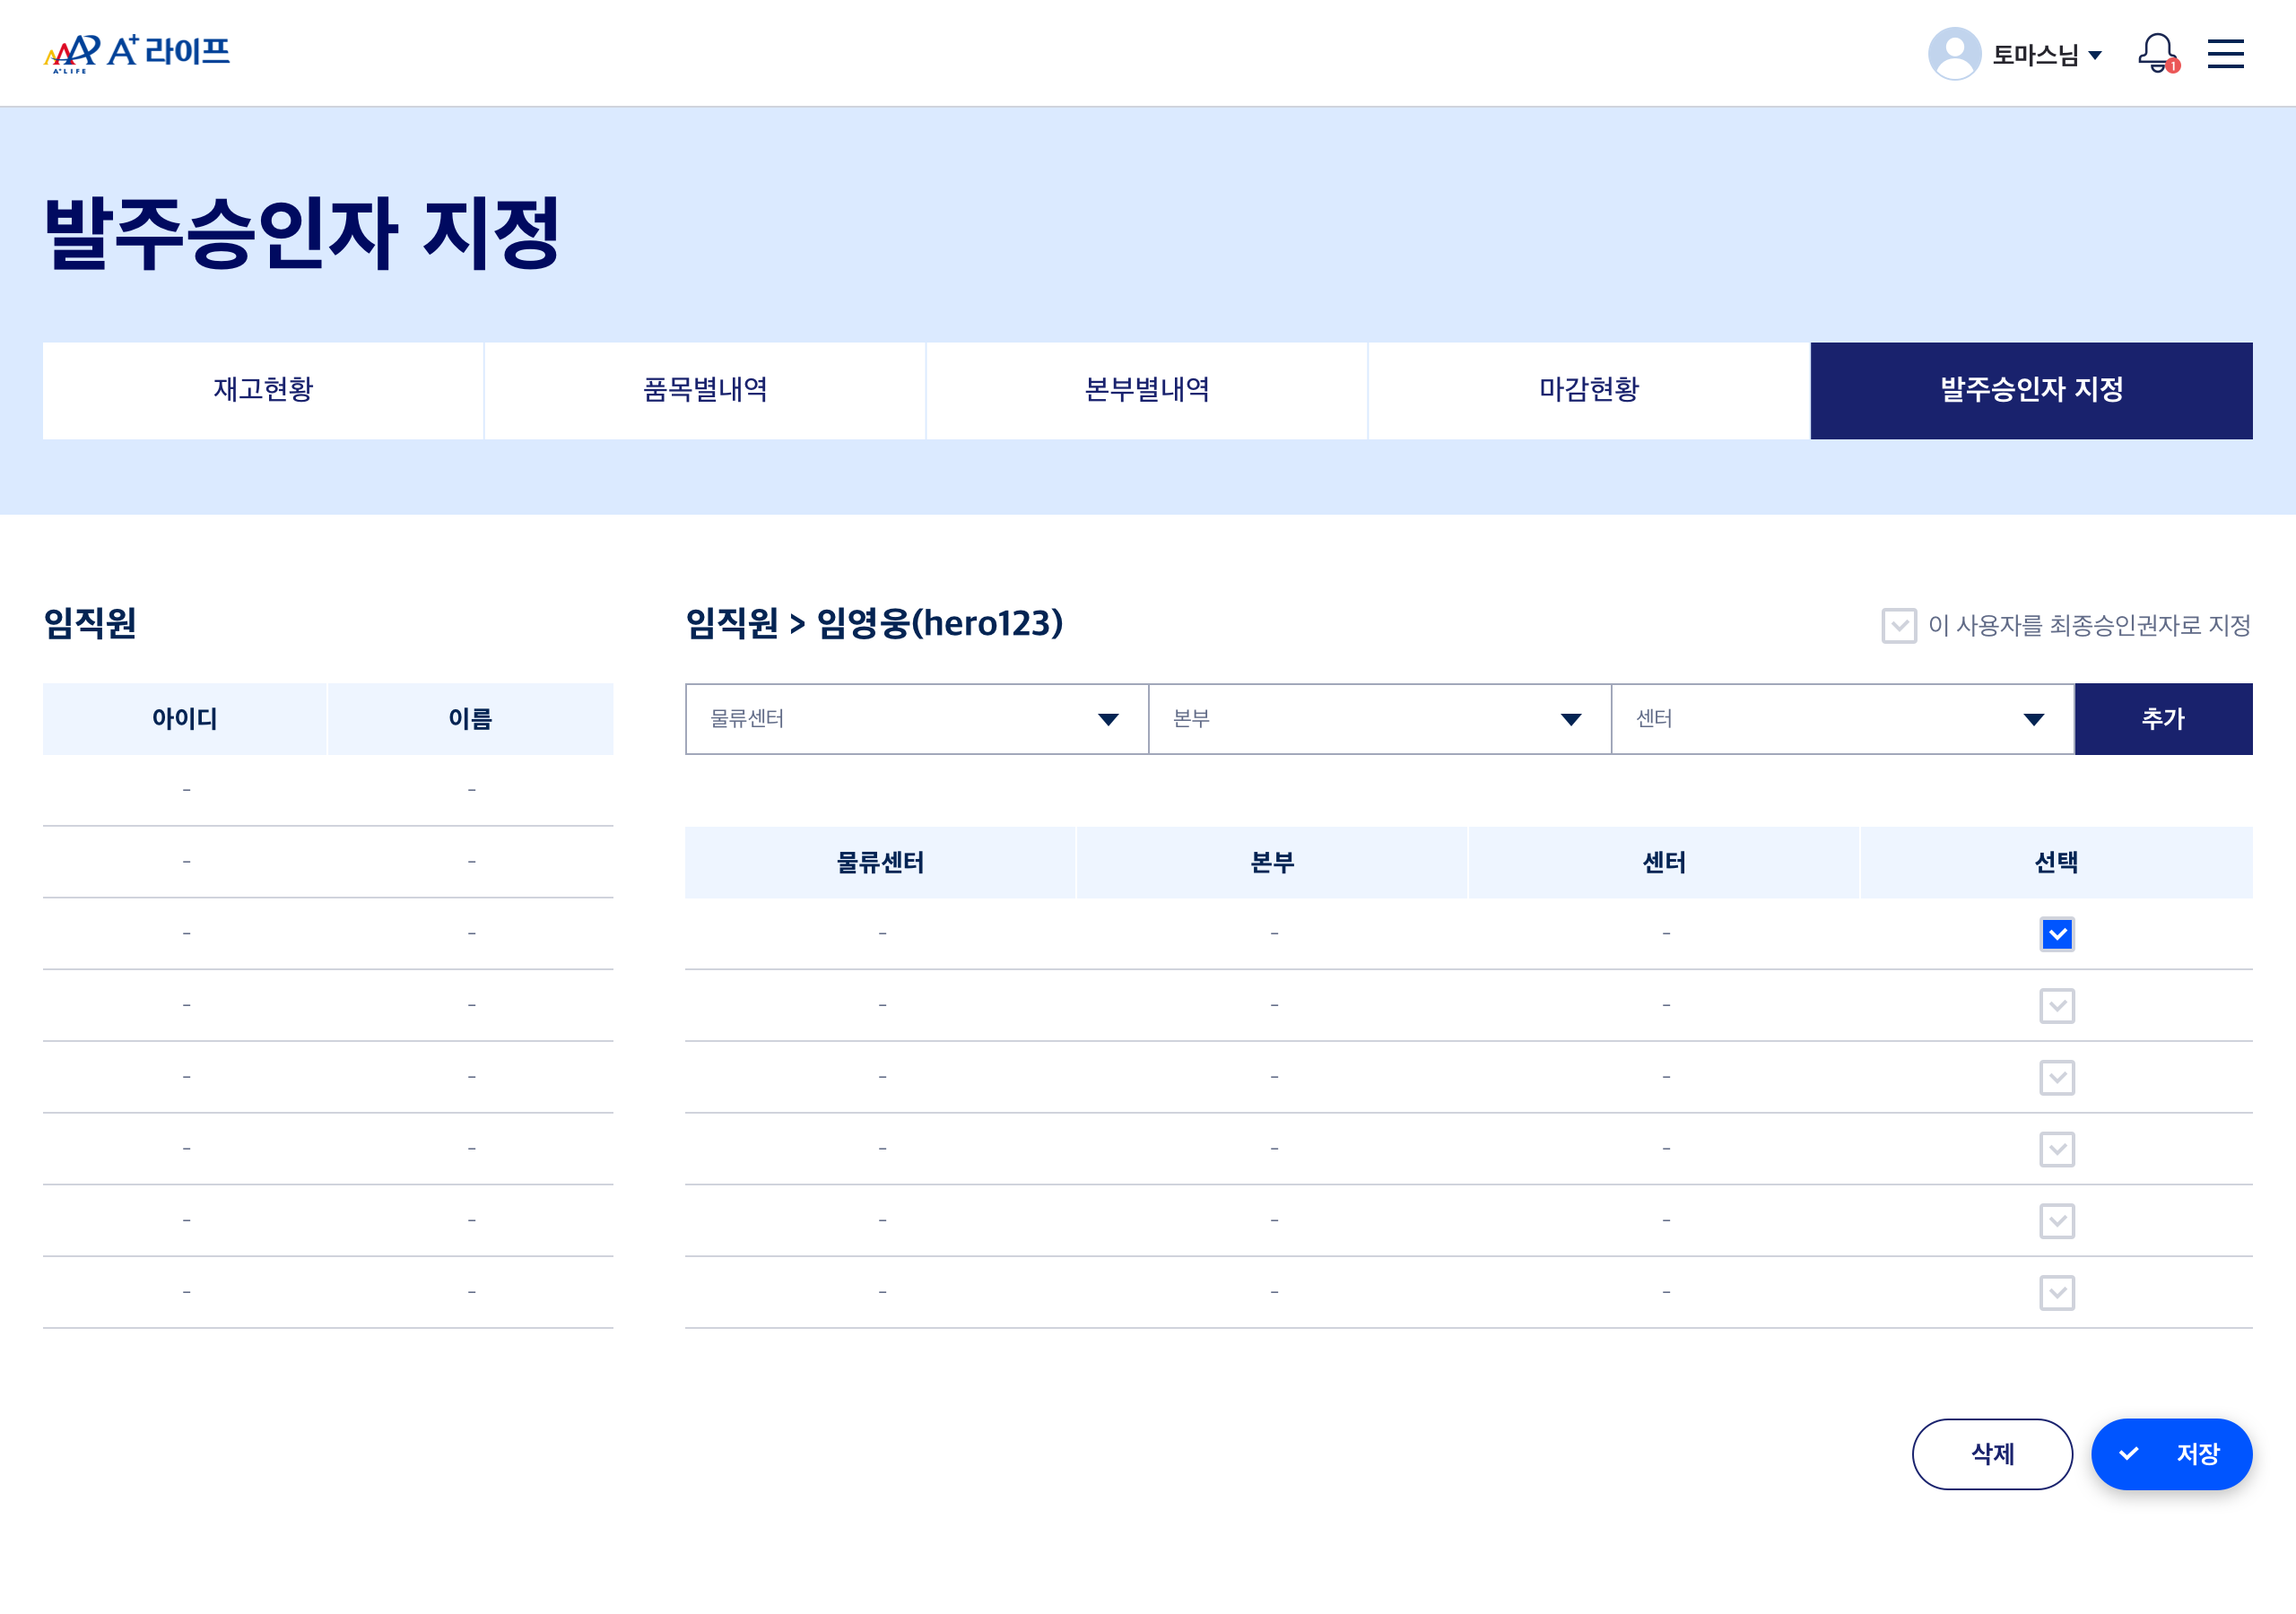 A+ LIFE A+ 라이프
토마스님
1
발주승인자 지정
재고현황 품목별내역 본부별내역 마감현황 발주승인자 지정
임직원
아이디 이름
- -
- -
- -
- -
- -
- -
- -
- -
임직원 > 임영웅(hero123)
이 사용자를 최종승인권자로 지정
물류센터 본부 센터 추가
물류센터 본부 센터 선택
- - -
- - -
- - -
- - -
- - -
- - -
삭제 저장